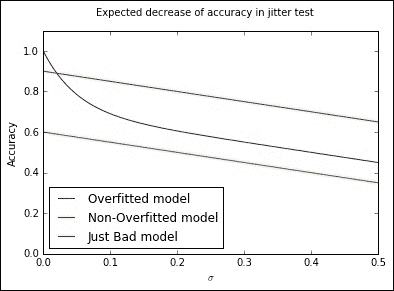 Expected decrease of accuracy in jitter test
1.0
0.8
0.6
0.4
0.2
0.0
Accuracy
Overfitted model
Non-Overfitted model
Just Bad model
0.0 0.1 0.2 0.3 0.4 0.5
σ